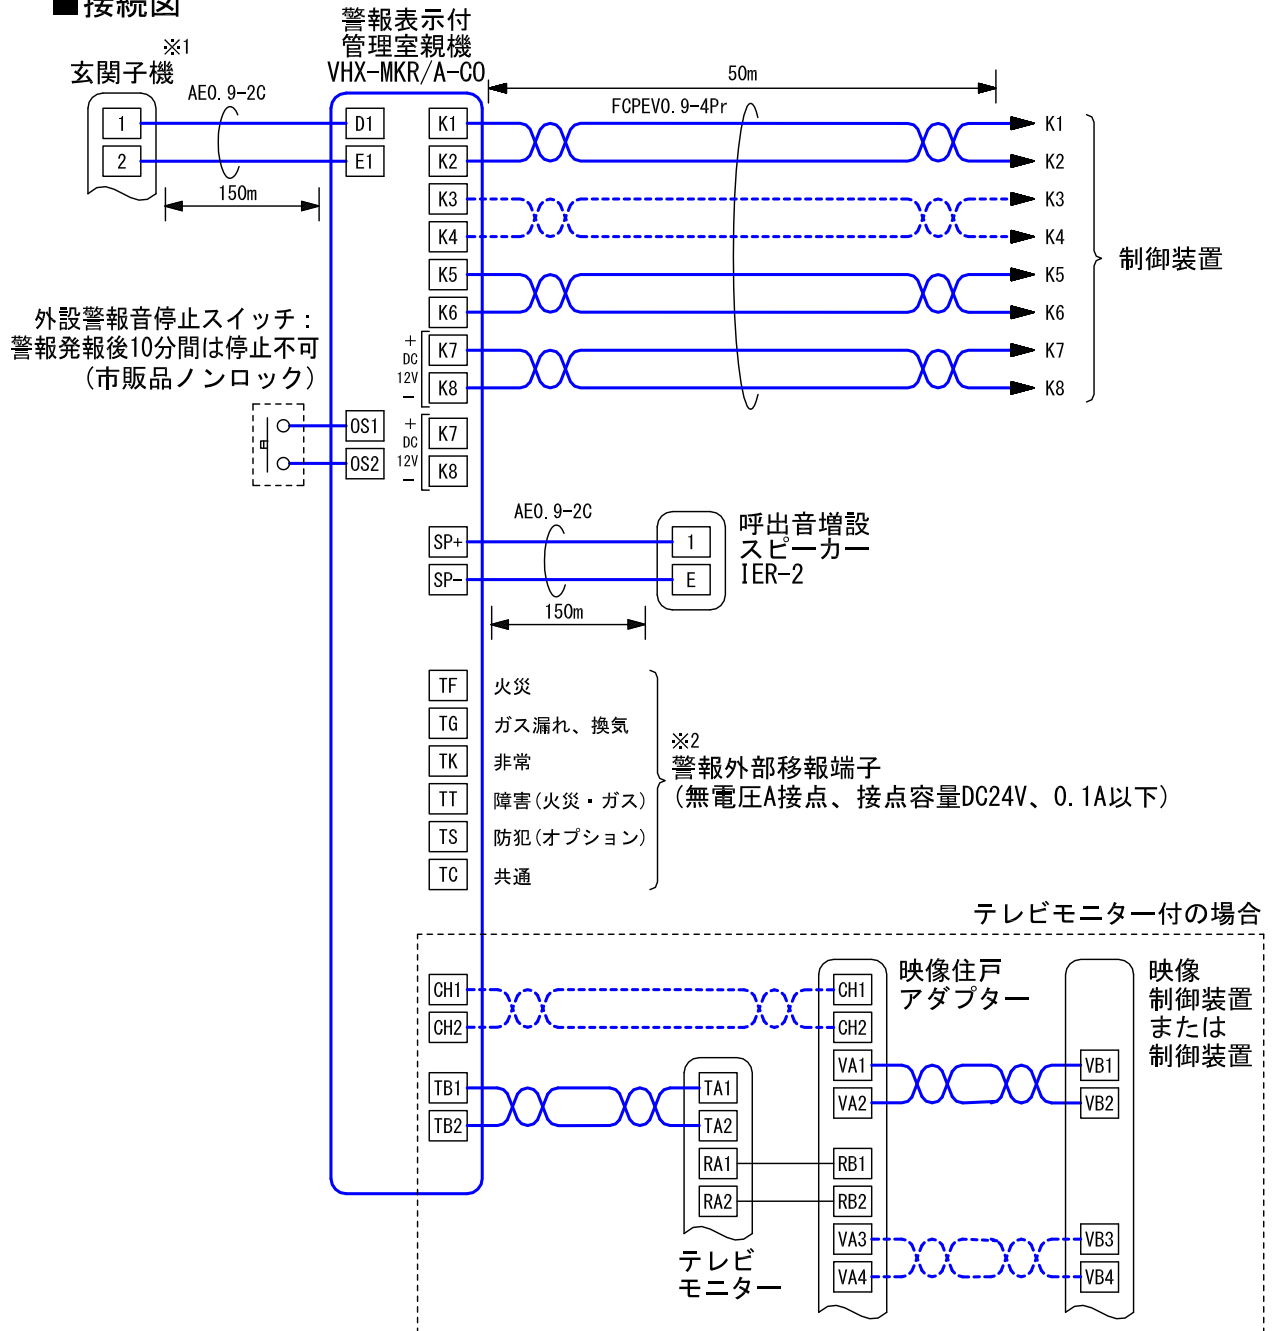 ■接続図
※1
玄関子機
警報表示付
管理室親機
VHX-MKR/A-CO
AE0.9-2C
50m
FCPEV0.9-4Pr
1
2
D1
E1
150m
K1
K2
K3
K4
K5
K6
K7
K8
+
DC
12V
-
K1
K2
K3
K4
K5
K6
K7
K8
制御装置
外設警報音停止スイッチ：
警報発報後10分間は停止不可
(市販品ノンロック)
OS1
OS2
+
DC
12V
-
K7
K8
SP+
SP-
AE0.9-2C
150m
1
E
呼出音増設
スピーカー
IER-2
TF 火災
TG ガス漏れ、換気
TK 非常
TT 障害(火災・ガス)
TS 防犯(オプション)
TC 共通
※2
警報外部移報端子
(無電圧A接点、接点容量DC24V、0.1A以下)
テレビモニター付の場合
CH1
CH2
TB1
TB2
TA1
TA2
RA1
RA2
テレビ
モニター
CH1
CH2
VA1
VA2
RB1
RB2
VA3
VA4
映像住戸
アダプター
VB1
VB2
VB3
VB4
映像
制御装置
または
制御装置